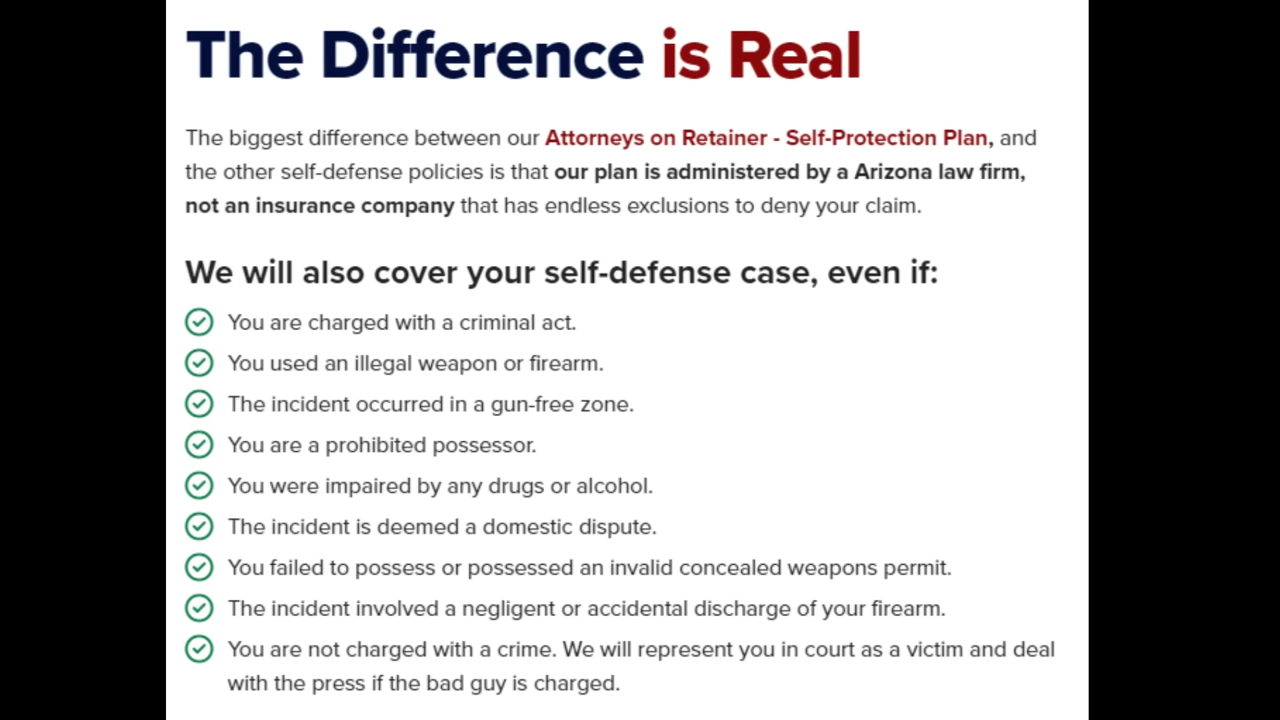 The Difference is Real
The biggest difference between our Attorneys on Retainer - Self-Protection Plan, and
the other self-defense policies is that our plan is administered by a Arizona law firm,
not an insurance company that has endless exclusions to deny your claim.
We will also cover your self-defense case, even if:
You are charged with a criminal act.
You used an illegal weapon or firearm.
The incident occurred in a gun-free zone.
You are a prohibited possessor.
You were impaired by any drugs or alcohol.
The incident is deemed a domestic dispute.
You failed to possess or possessed an invalid concealed weapons permit.
The incident involved a negligent or accidental discharge of your firearm.
You are not charged with a crime. We will represent you in court as a victim and deal
with the press if the bad guy is charged.